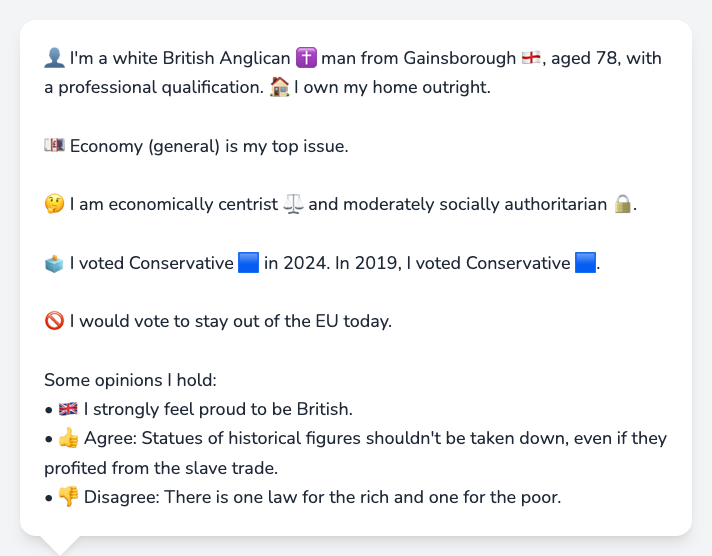 👤 I'm a white British Anglican ✝️ man from Gainsborough 🏴󠁧󠁢󠁥󠁮󠁧󠁿, aged 78, with
a professional qualification. 🏠 I own my home outright.
💷 Economy (general) is my top issue.
🤔 I am economically centrist ⚖️ and moderately socially authoritarian 🔒.
🗳️ I voted Conservative 🟦 in 2024. In 2019, I voted Conservative 🟦.
🚫 I would vote to stay out of the EU today.
Some opinions I hold:
• 🇬🇧 I strongly feel proud to be British.
• 👍 Agree: Statues of historical figures shouldn't be taken down, even if they
profited from the slave trade.
• 👎 Disagree: There is one law for the rich and one for the poor.